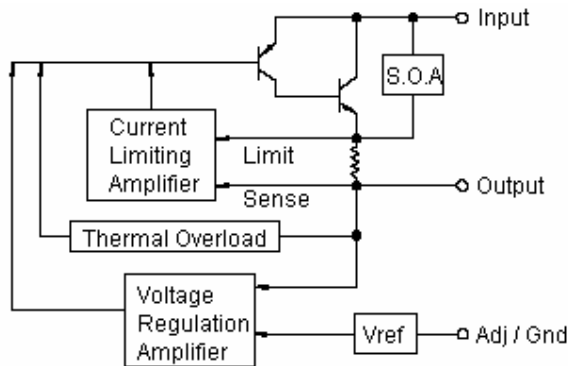 Input
S.O.A
Current
Limiting
Amplifier
Limit
Sense
Output
Thermal Overload
Voltage
Regulation
Amplifier
Vref
Adj / Gnd